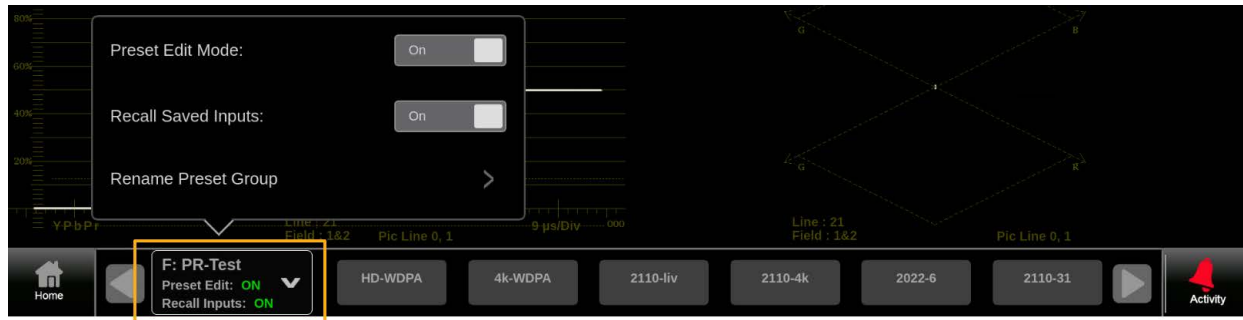 80%
60%
40%
20%
Preset Edit Mode:
On
Recall Saved Inputs:
On
Rename Preset Group
>
YPbPr
Line : 21
Field : 1&2
Pic Line 0, 1
9 µs/Div
000
G
R
G
R
Line : 21
Field : 1&2
Pic Line 0, 1
Home
F: PR-Test
Preset Edit: ON
Recall Inputs: ON
HD-WDPA
4k-WDPA
2110-liv
2110-4k
2022-6
2110-31
Activity